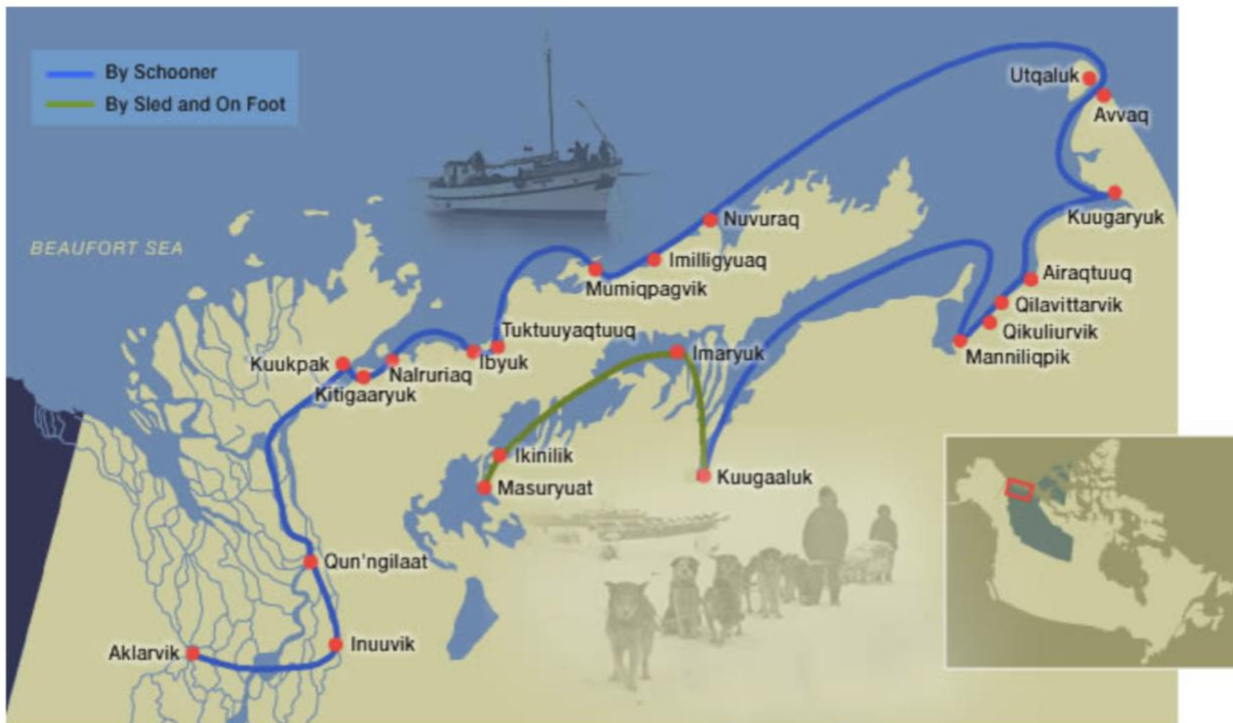 By Schooner
By Sled and On Foot
BEAUFORT SEA
Utqaluk
Avvaq
Kuugaryuk
Nuvuraq
Imilligyuaq
Mumiqpagvik
Airaqtuuq
Qilavittarvik
Qikuliurvik
Manniliqpik
Tuktuuyaqtuuq
Ibyuk
Imaryuk
Kuukpak
Nalruriaq
Kitigaaryuk
Ikinilik
Masuryuat
Kuugaaluk
Qun'ngilaat
Inuuvik
Aklarvik